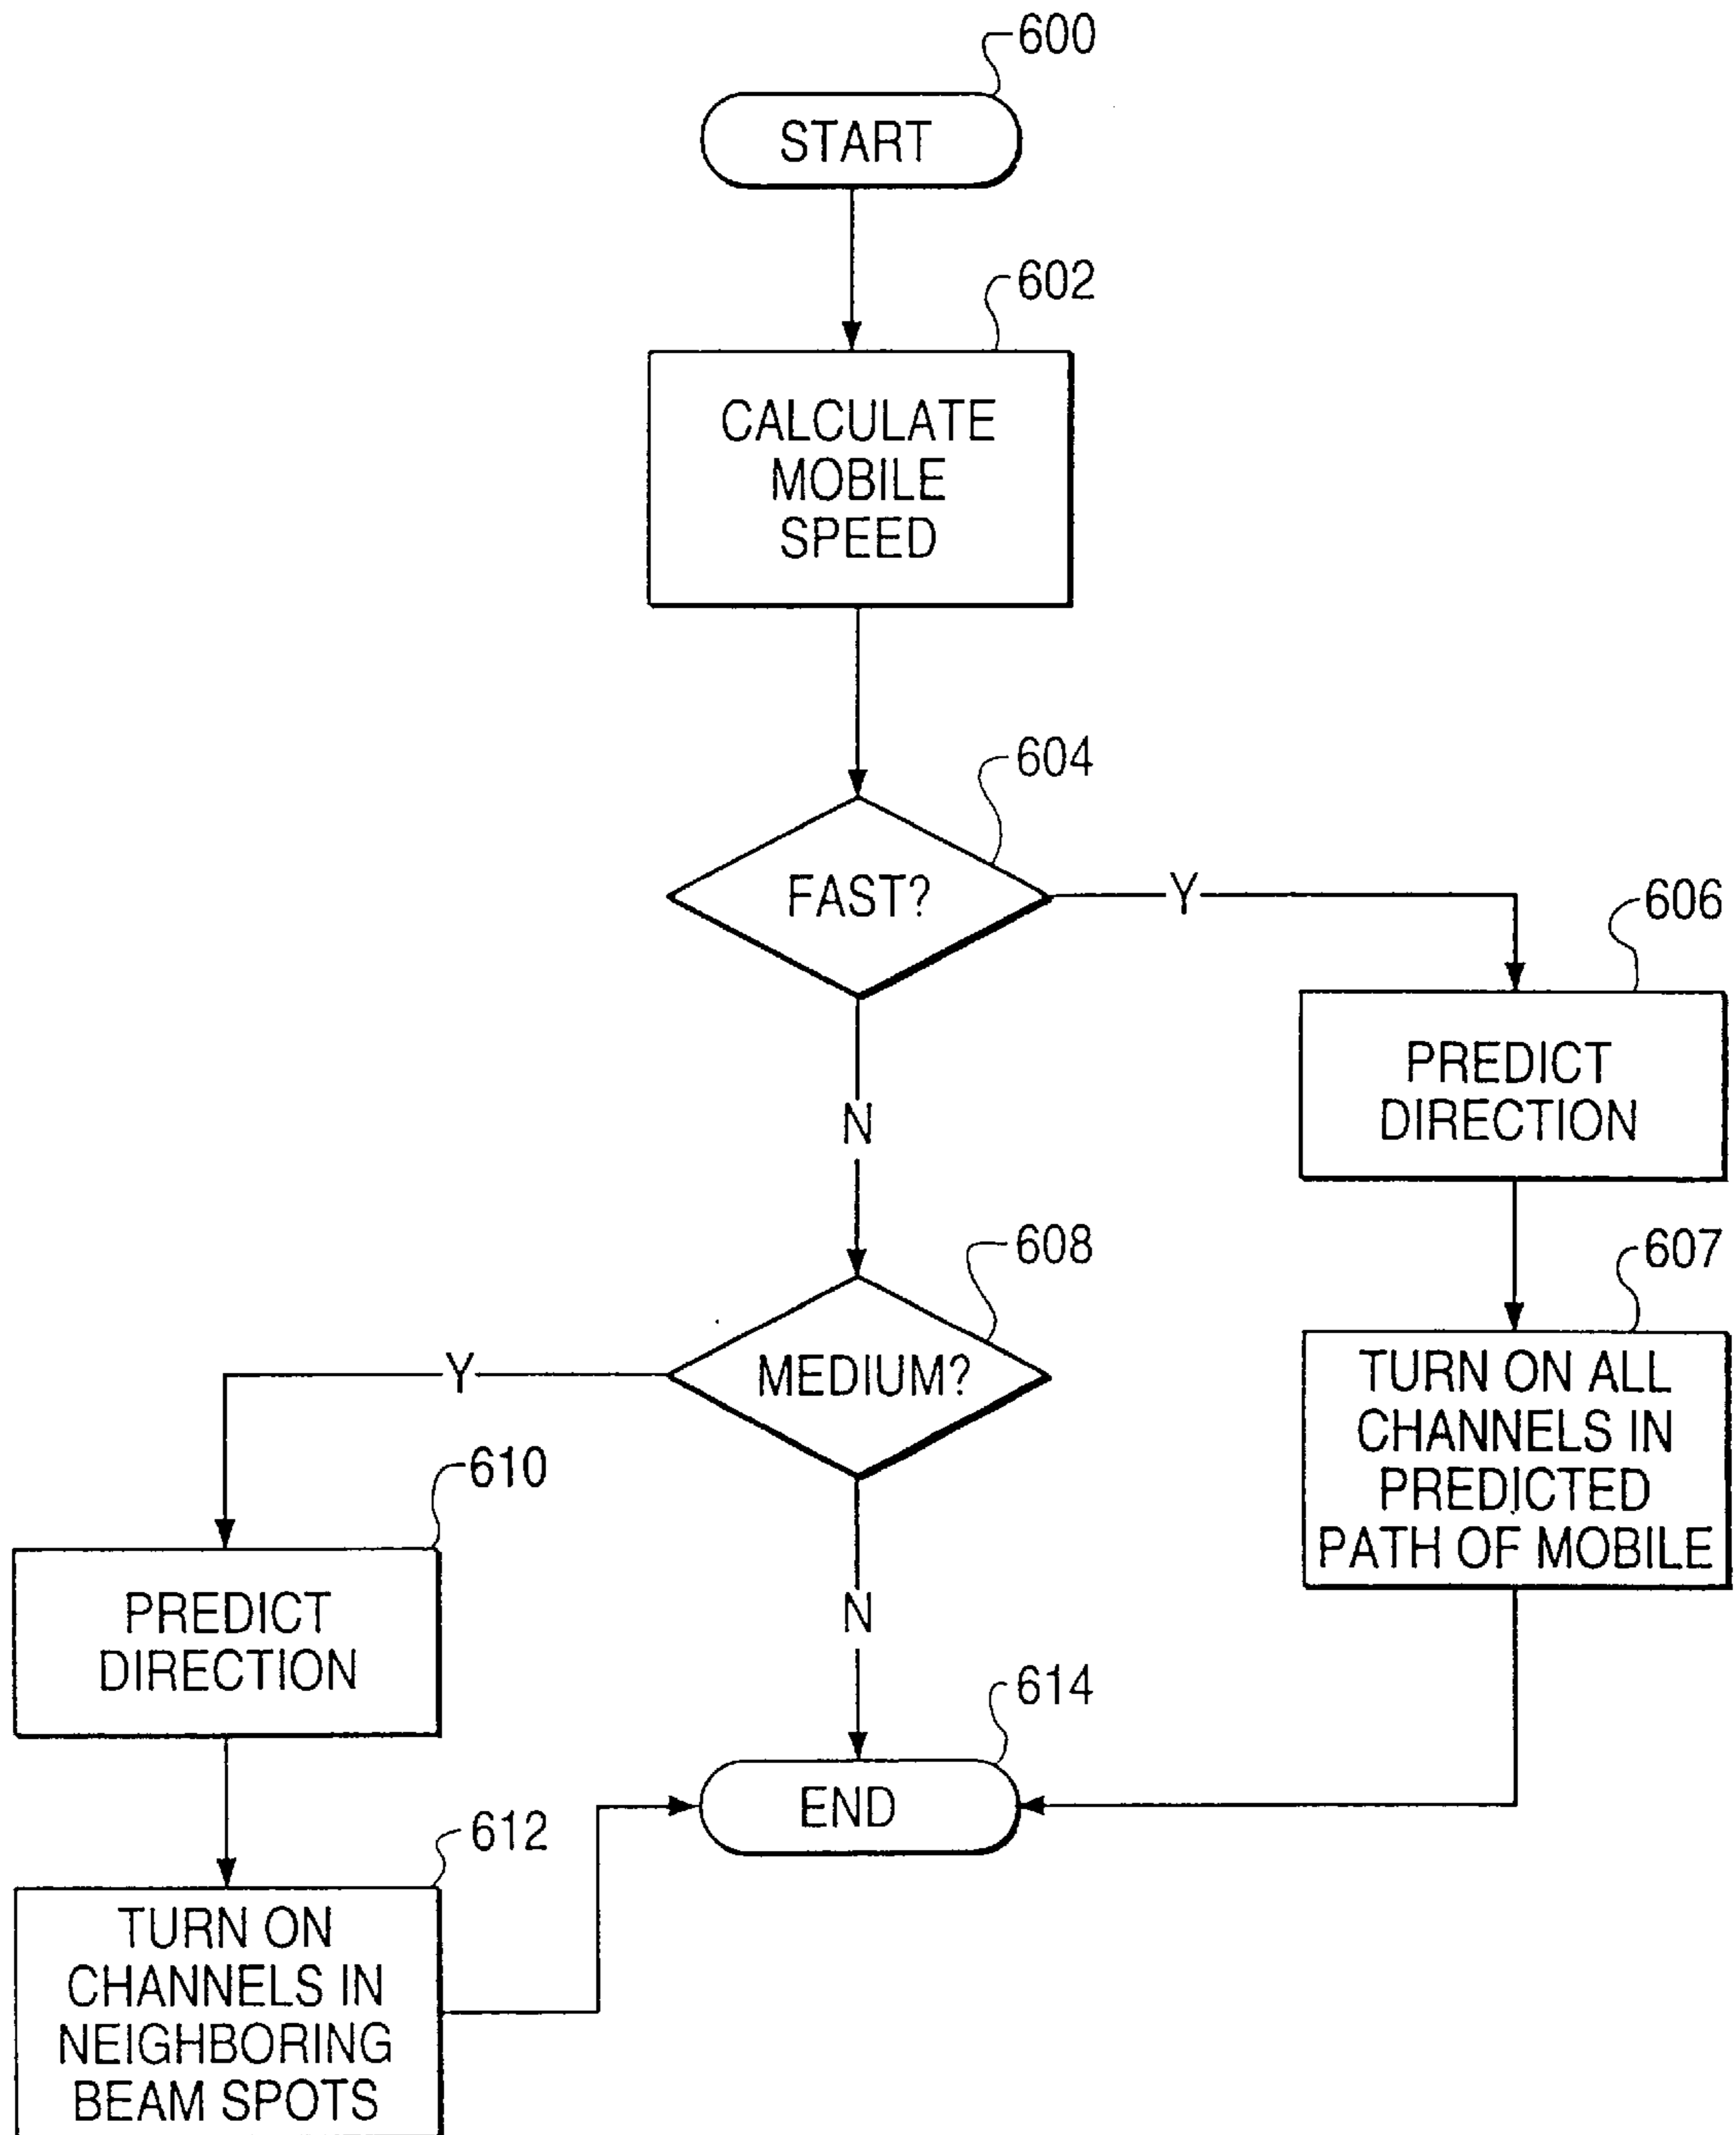 600
START
602
CALCULATE
MOBILE
SPEED
604
FAST?
Y
606
PREDICT
DIRECTION
N
607
TURN ON ALL
CHANNELS IN
PREDICTED
PATH OF MOBILE
608
MEDIUM?
Y
610
PREDICT
DIRECTION
N
612
TURN ON
CHANNELS IN
NEIGHBORING
BEAM SPOTS
614
END